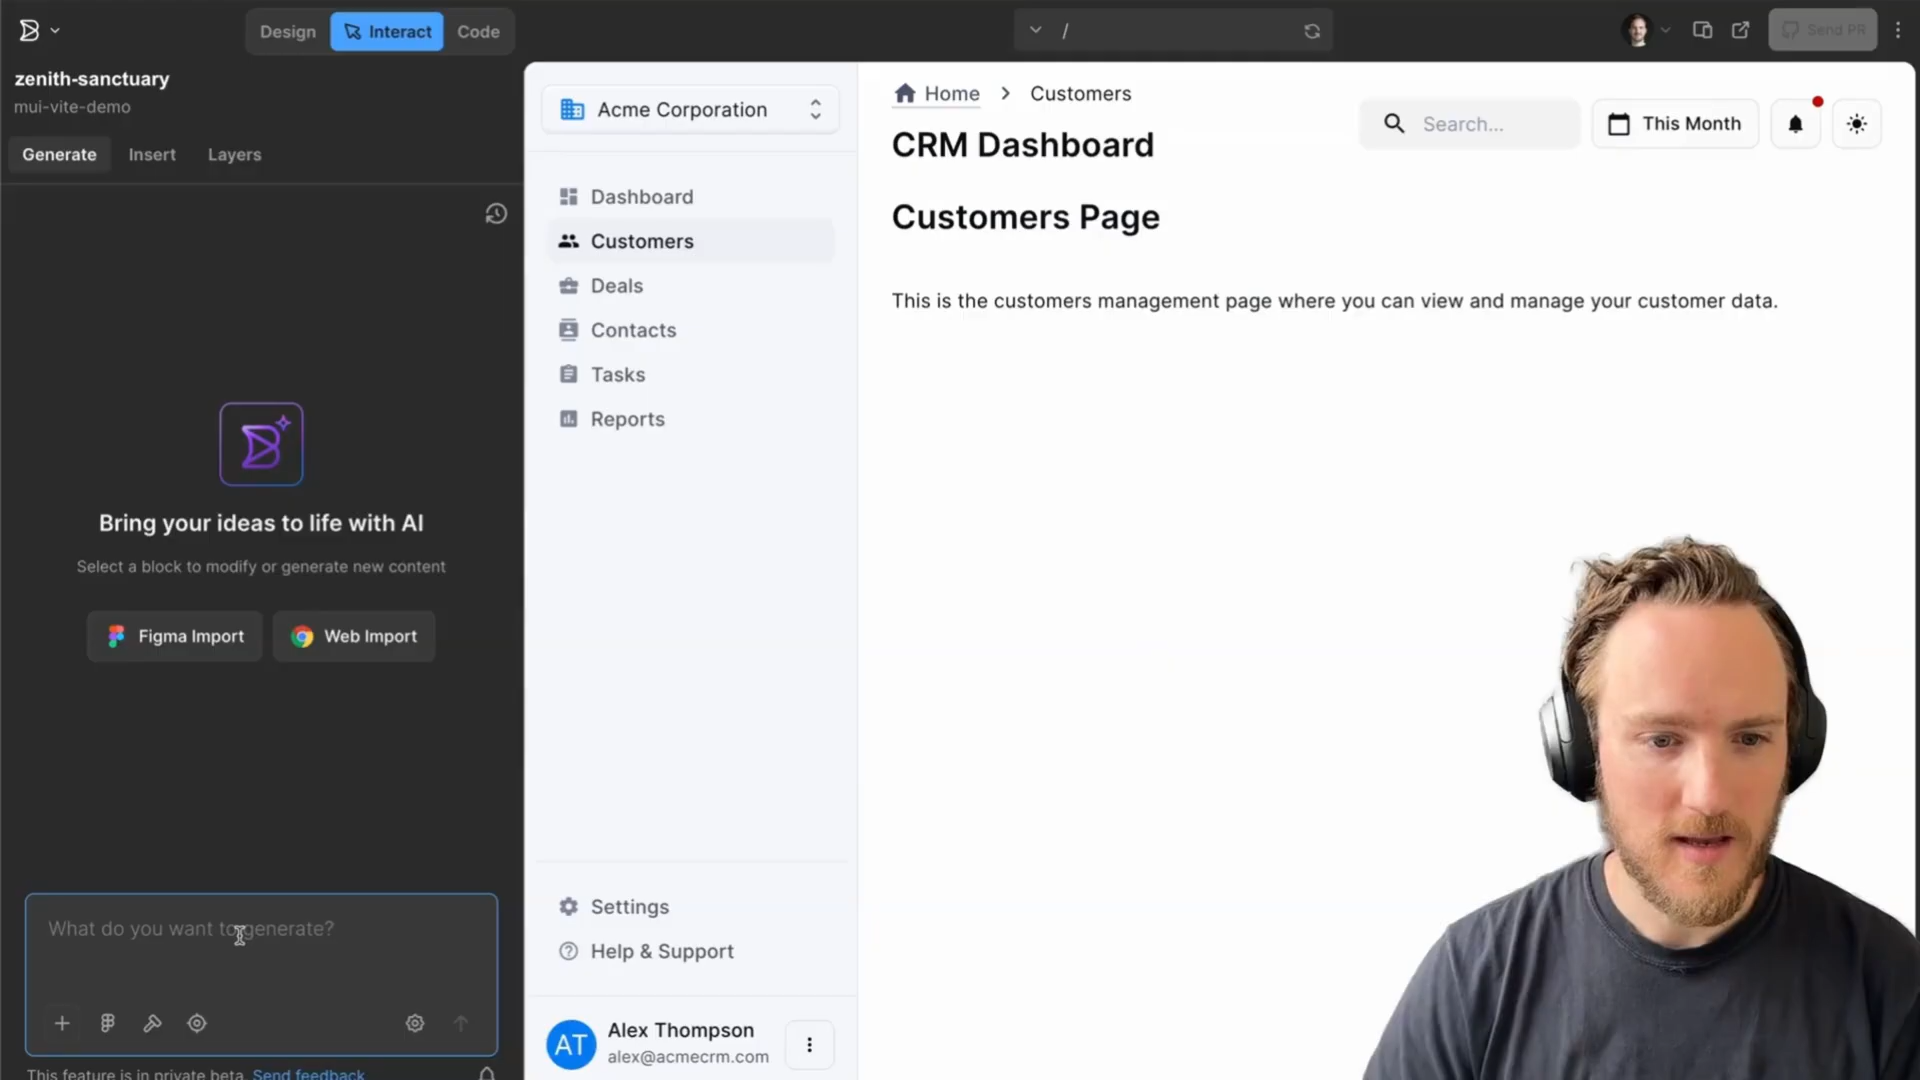 Design
Interact
Code
/
Send PR
zenith-sanctuary
mui-vite-demo
Generate
Insert
Layers
Bring your ideas to life with AI
Select a block to modify or generate new content
Figma Import
Web Import
What do you want to generate?
This feature is in private beta. Send feedback
Acme Corporation
Dashboard
Customers
Deals
Contacts
Tasks
Reports
Settings
Help & Support
AT
Alex Thompson
alex@acmecrm.com
Home > Customers
CRM Dashboard
Search...
This Month
Customers Page
This is the customers management page where you can view and manage your customer data.